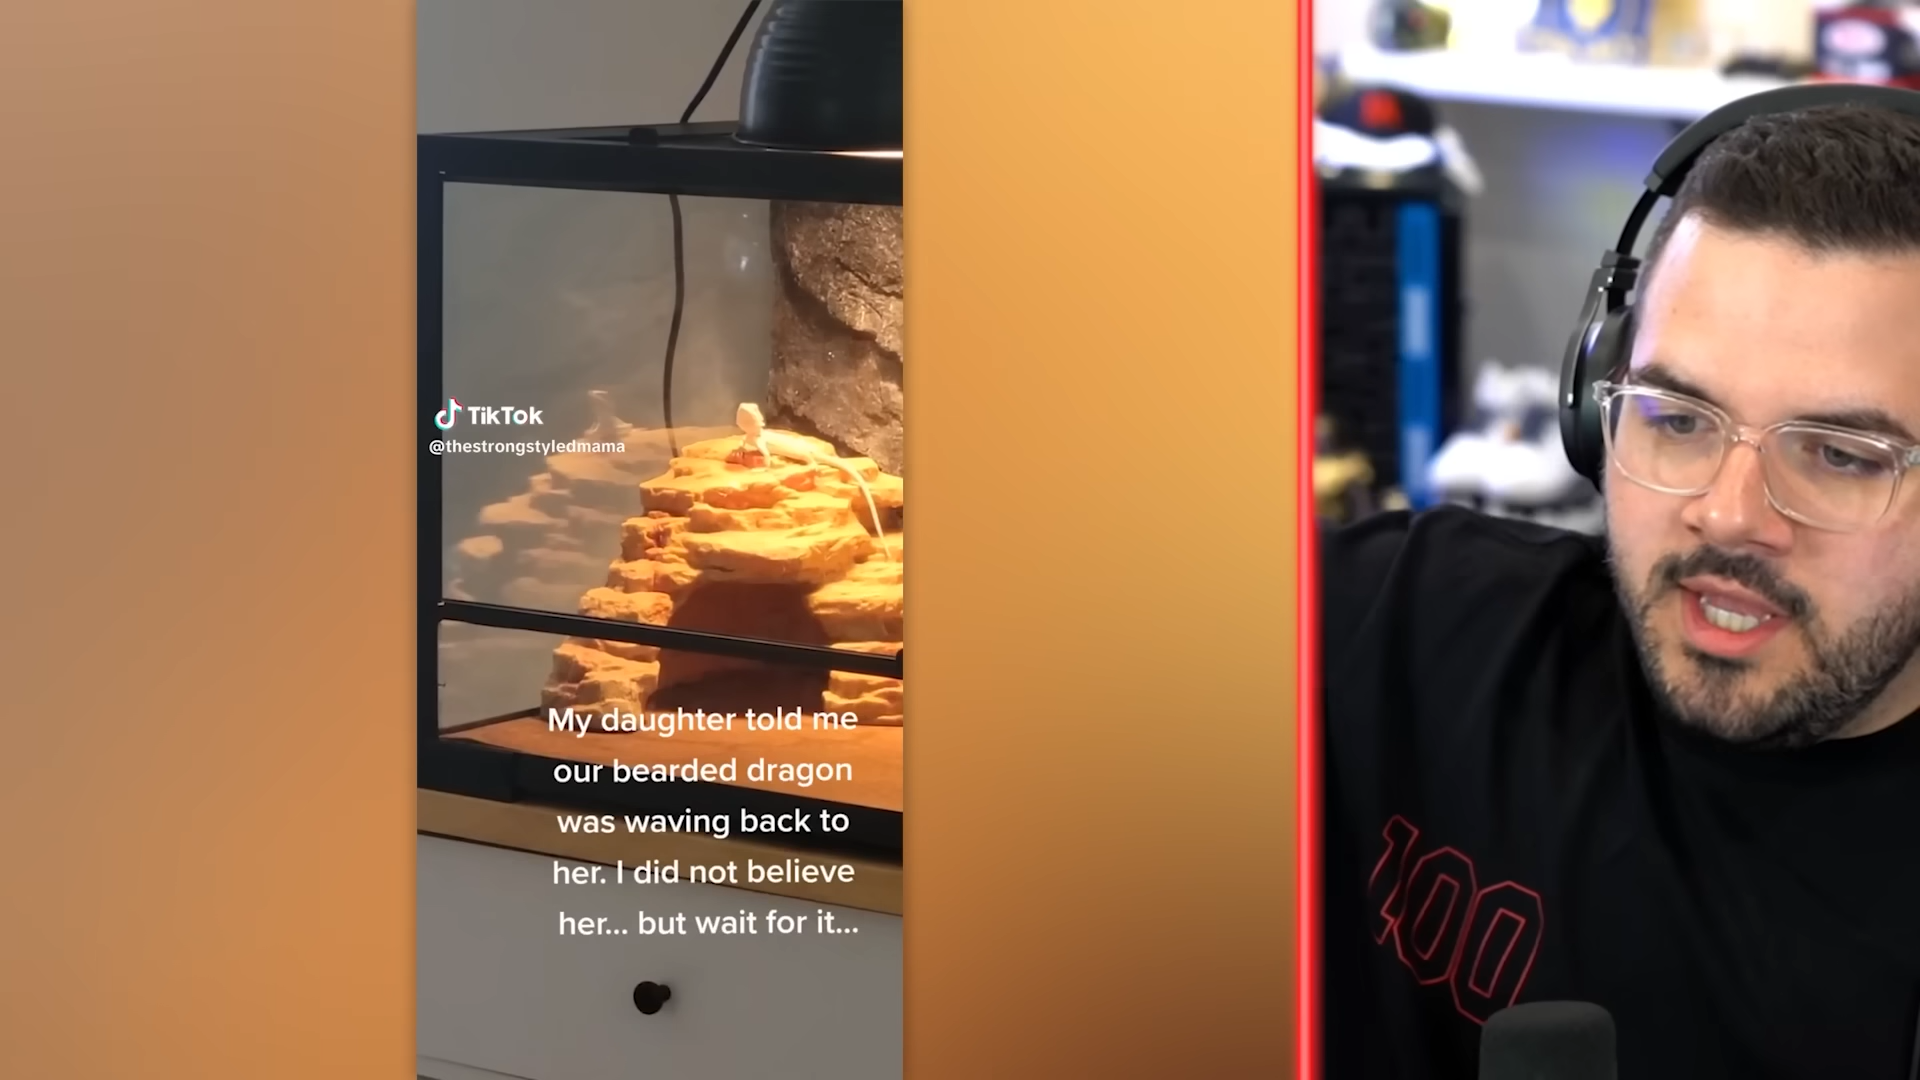 TikTok
@thestrongstyledmama
My daughter told me
our bearded dragon
was waving back to
her. I did not believe
her... but wait for it...
100